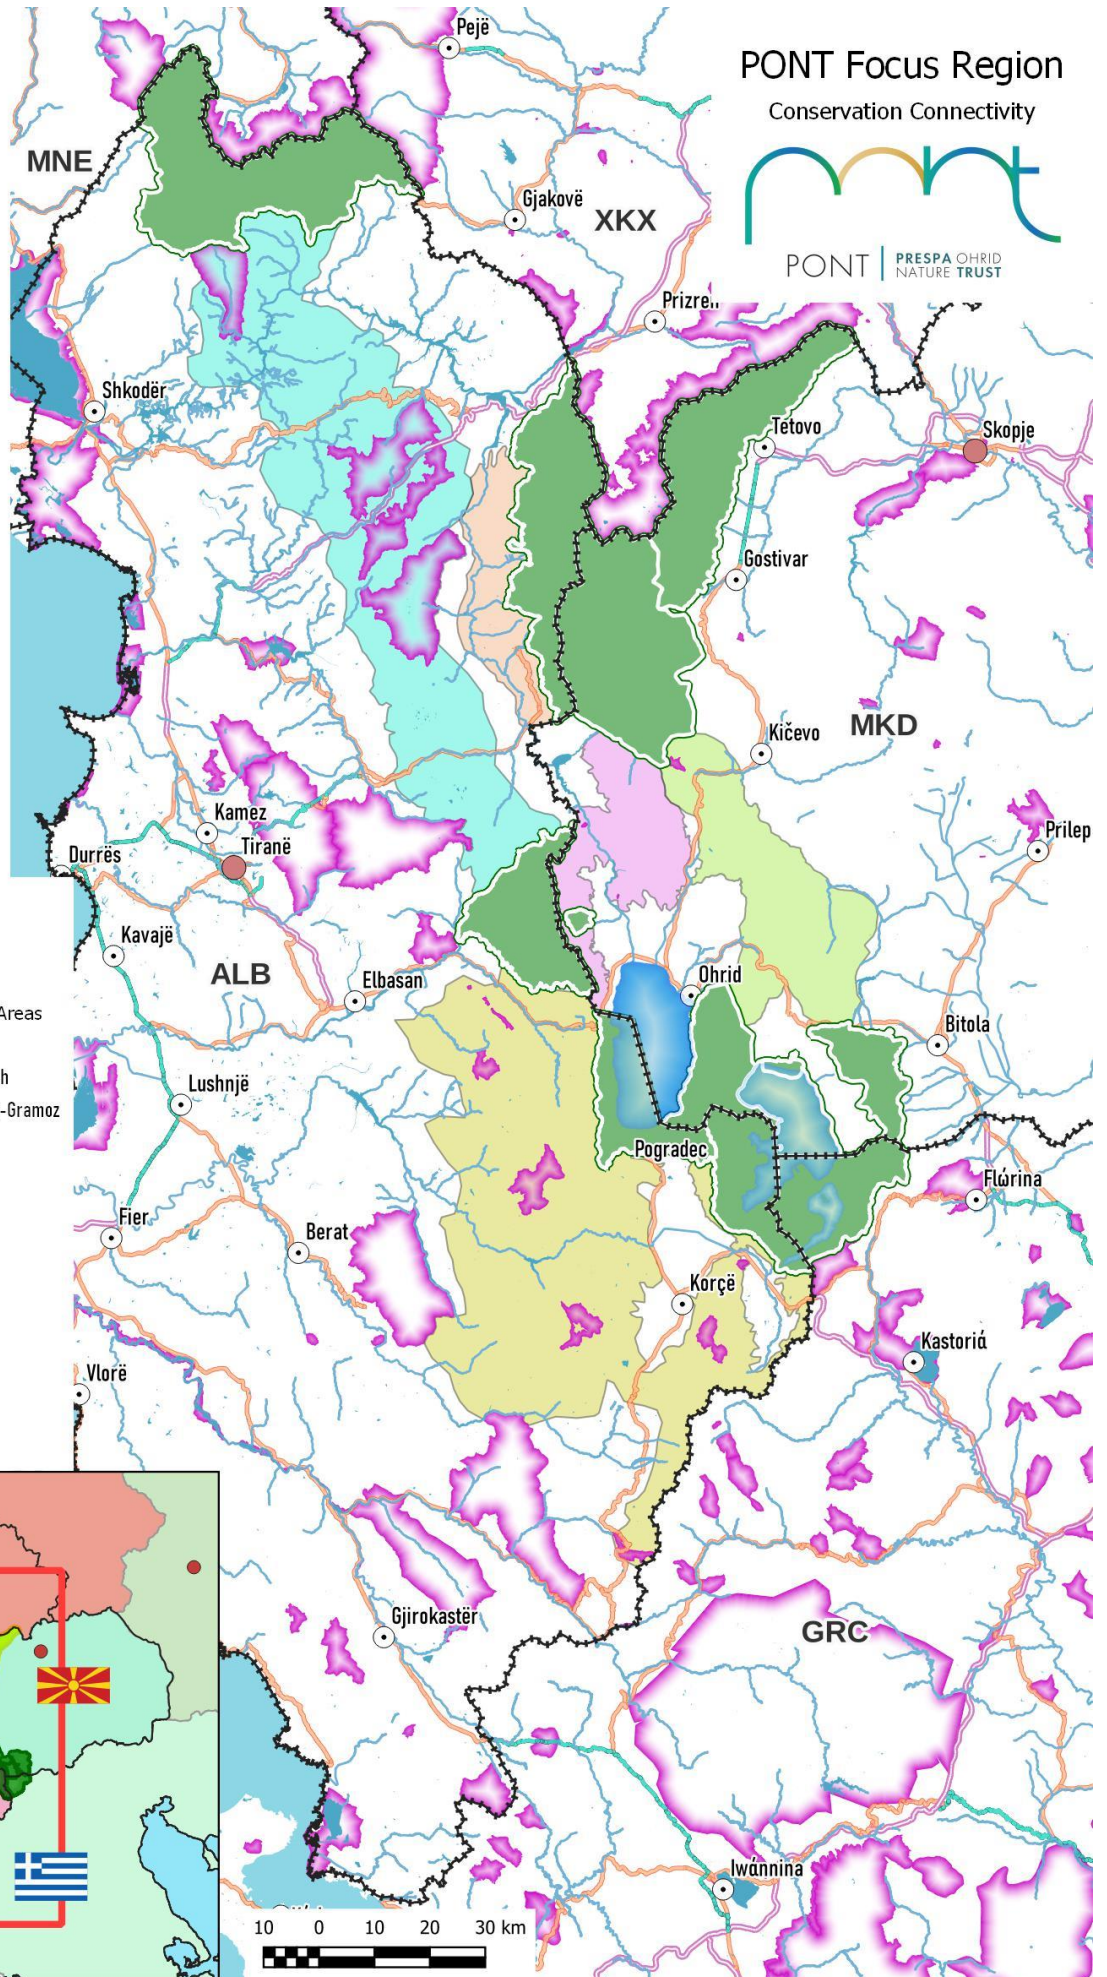 PONT Focus Region
Conservation Connectivity
PONT
PRESPA OHRID
NATURE TRUST
Pejë
MNE
Gjakovë
XKX
Prizren
Shkodër
Tetovo
Skopje
Gostivar
MKD
Kičevo
Kamez
Tiranë
Durrës
Prilep
Kavajë
ALB
Elbasan
Ohrid
Areas
Bitola
h
-Gramoz
Lushnjë
Pogradec
Flórina
Fier
Berat
Korçë
Kastoriá
Vlorë
Gjirokastër
GRC
Iwánnina
10 0 10 20 30 km